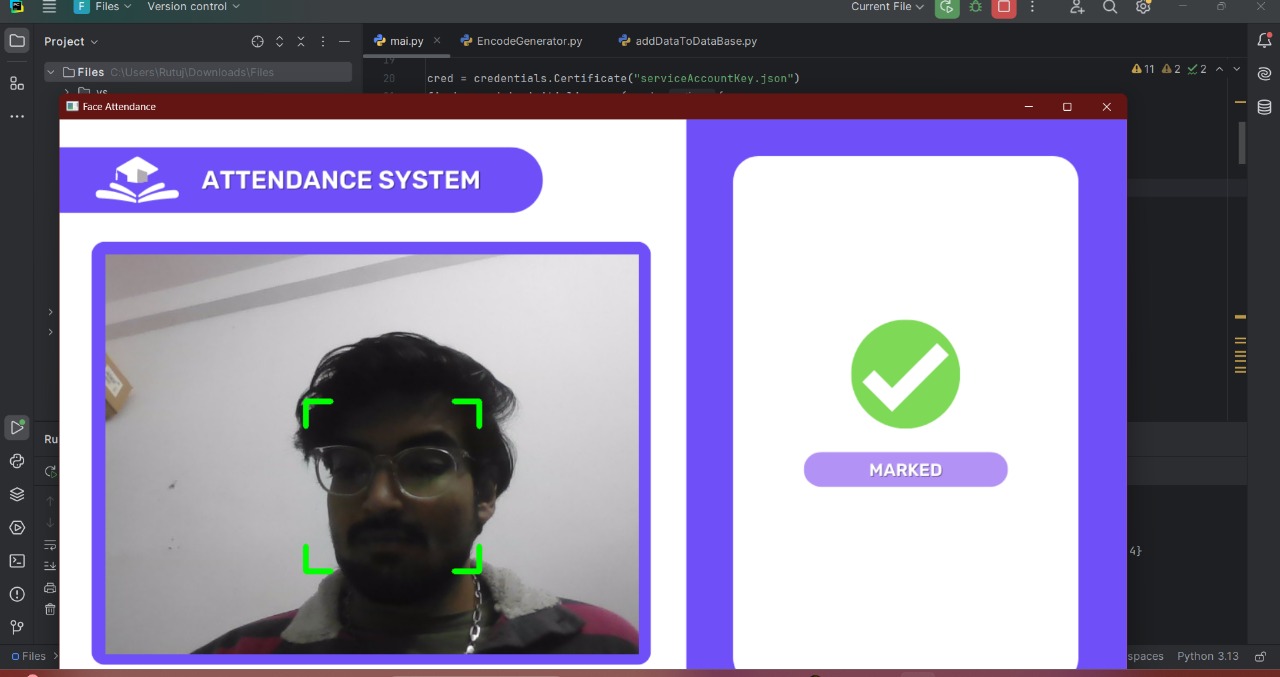 F Files Version control Current File
Project
mai.py EncodeGenerator.py addDataToDataBase.py
Files C:\Users\Rutuj\Downloads\Files
20 cred = credentials.Certificate("serviceAccountKey.json")
11 2 2
Face Attendance
ATTENDANCE SYSTEM
MARKED
Ru
4}
Files
spaces Python 3.13